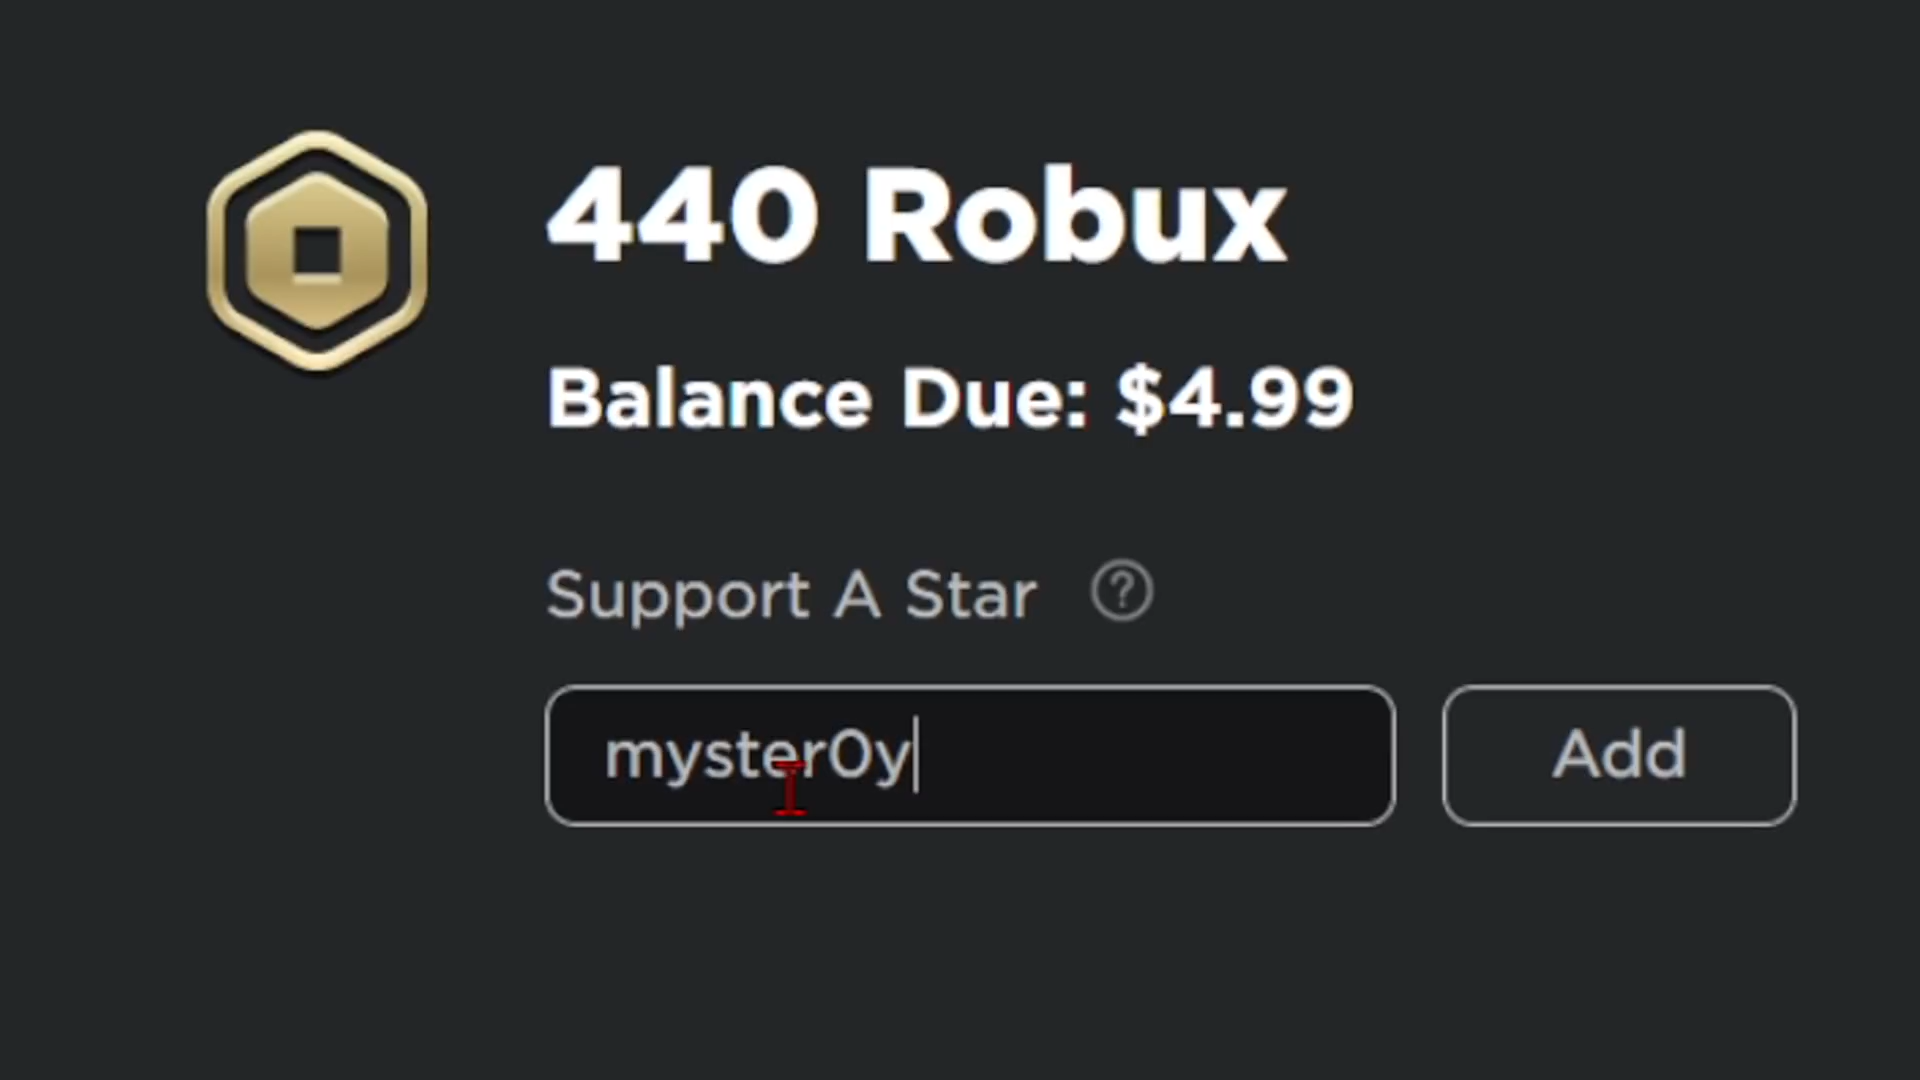 440 Robux
Balance Due: $4.99
Support A Star ?
myster0y
Add